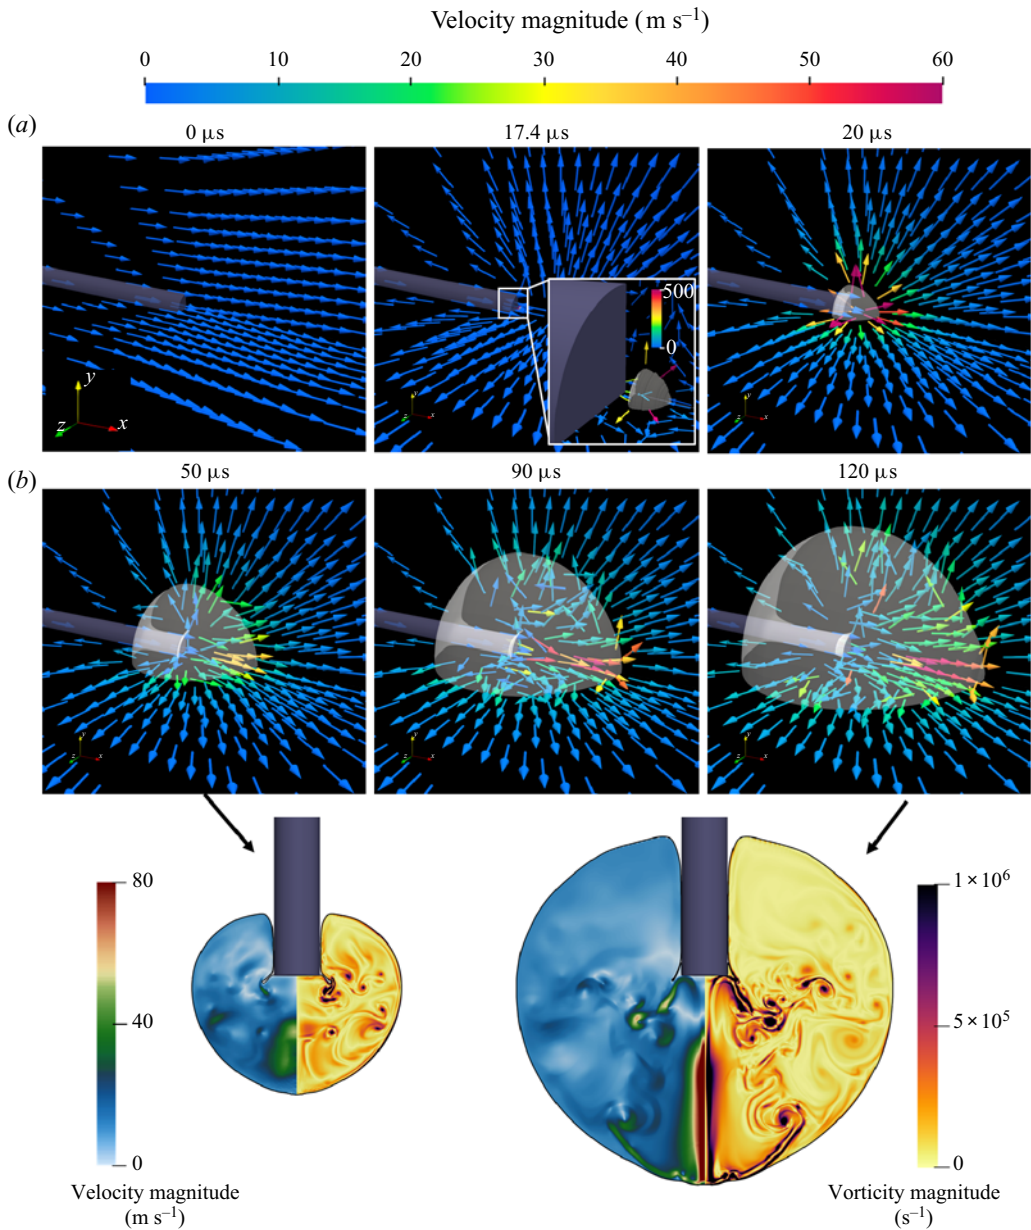 Velocity magnitude (m s⁻¹)
0 10 20 30 40 50 60
(a)
0 μs 17.4 μs 20 μs
500
0
y
z x
z y x
z y x
(b)
50 μs 90 μs 120 μs
z y x
z y x
z y x
80
40
0
Velocity magnitude
(m s⁻¹)
1 × 10⁶
5 × 10⁵
0
Vorticity magnitude
(s⁻¹)